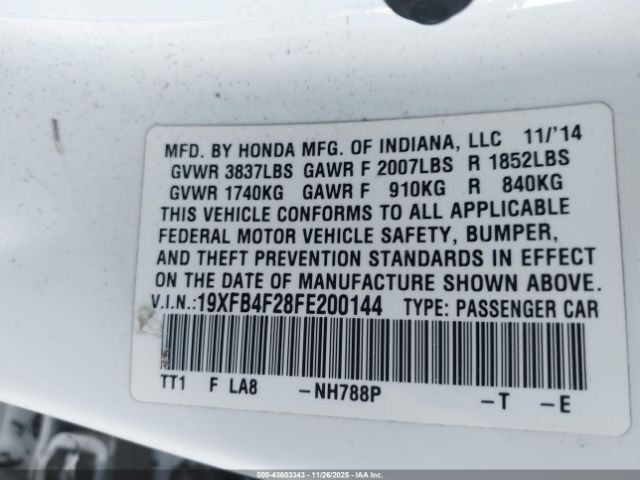 MFD. BY HONDA MFG. OF INDIANA, LLC 11/'14
GVWR 3837LBS GAWR F 2007LBS R 1852LBS
GVWR 1740KG GAWR F 910KG R 840KG
THIS VEHICLE CONFORMS TO ALL APPLICABLE
FEDERAL MOTOR VEHICLE SAFETY, BUMPER,
AND THEFT PREVENTION STANDARDS IN EFFECT
ON THE DATE OF MANUFACTURE SHOWN ABOVE.
V.I.N.: 19XFB4F28FE200144 TYPE: PASSENGER CAR
TT1 F LA8 -NH788P -T -E
000-43803343 - 11/26/2025 - IAAI.COM